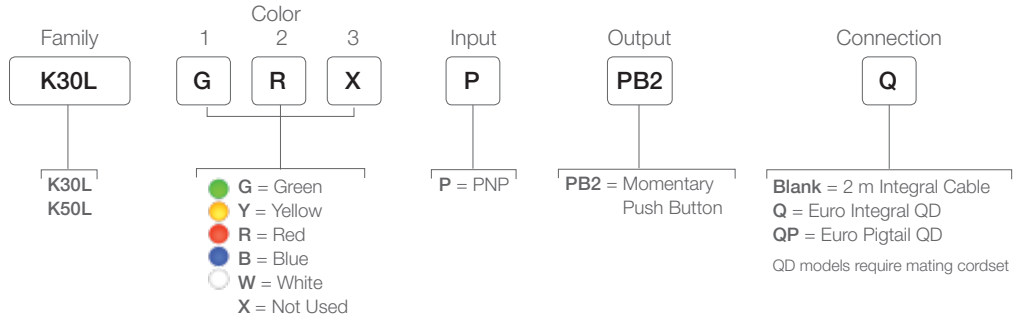 Color
Family 1 2 3 Input Output Connection
K30L G R X P PB2 Q
K30L
K50L
G = Green
Y = Yellow
R = Red
B = Blue
W = White
X = Not Used
P = PNP
PB2 = Momentary
Push Button
Blank = 2 m Integral Cable
Q = Euro Integral QD
QP = Euro Pigtail QD
QD models require mating cordset